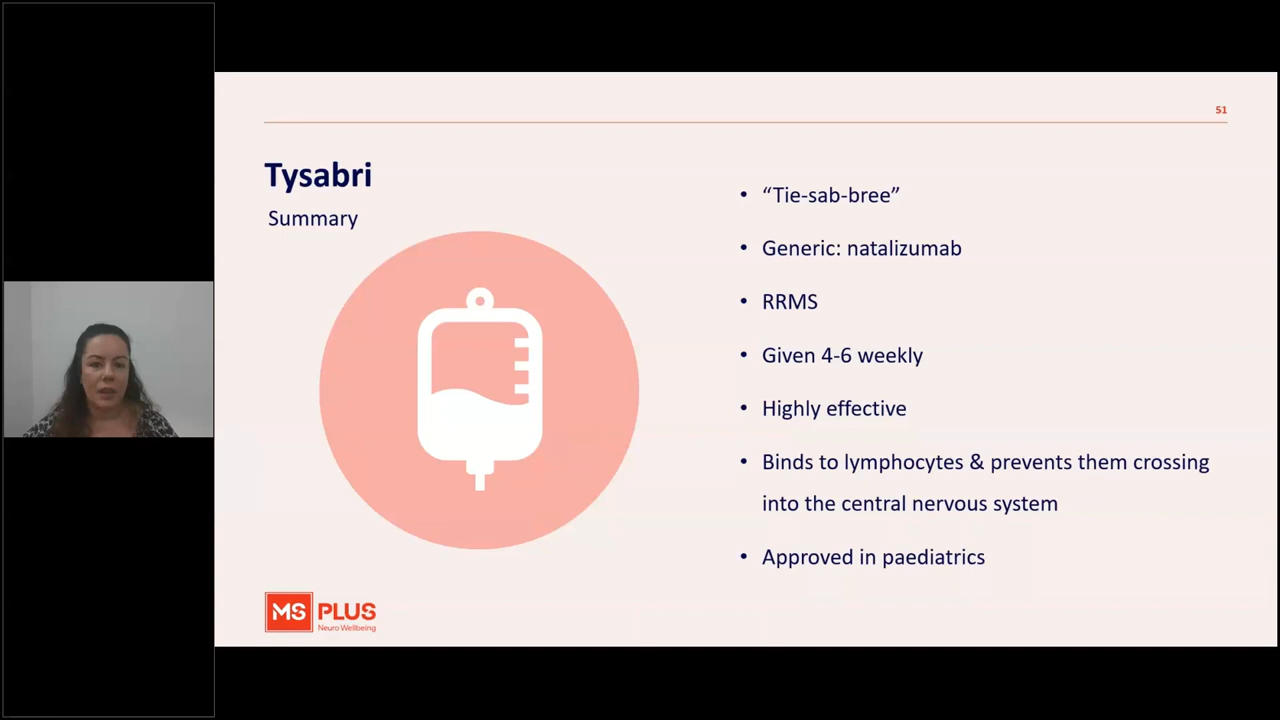 51
Tysabri
Summary
• “Tie-sab-bree”
• Generic: natalizumab
• RRMS
• Given 4-6 weekly
• Highly effective
• Binds to lymphocytes & prevents them crossing
into the central nervous system
• Approved in paediatrics
MS PLUS
Neuro Wellbeing